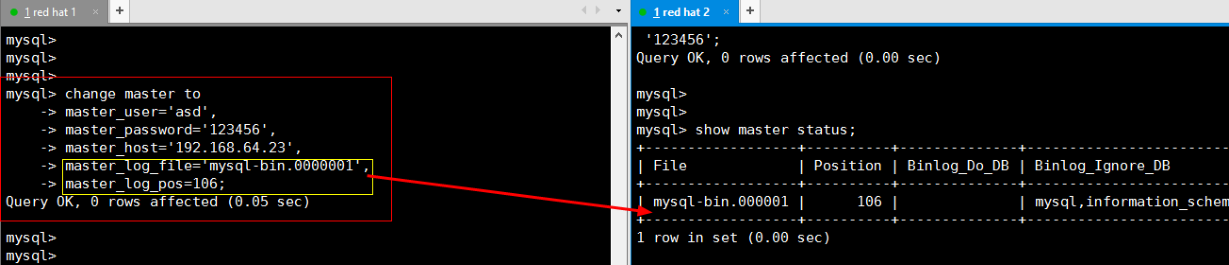 1 red hat 1
mysql>
mysql>
mysql>
mysql> change master to
-> master_user='asd',
-> master_password='123456',
-> master_host='192.168.64.23',
-> master_log_file='mysql-bin.0000001',
-> master_log_pos=106;
Query OK, 0 rows affected (0.05 sec)
mysql>
mysql>
1 red hat 2
'123456';
Query OK, 0 rows affected (0.00 sec)
mysql>
mysql>
mysql> show master status;
+------------------+----------+--------------+-------------------------
| File | Position | Binlog_Do_DB | Binlog_Ignore_DB
+------------------+----------+--------------+-------------------------
| mysql-bin.000001 | 106 | | mysql,information_schem
+------------------+----------+--------------+-------------------------
1 row in set (0.00 sec)